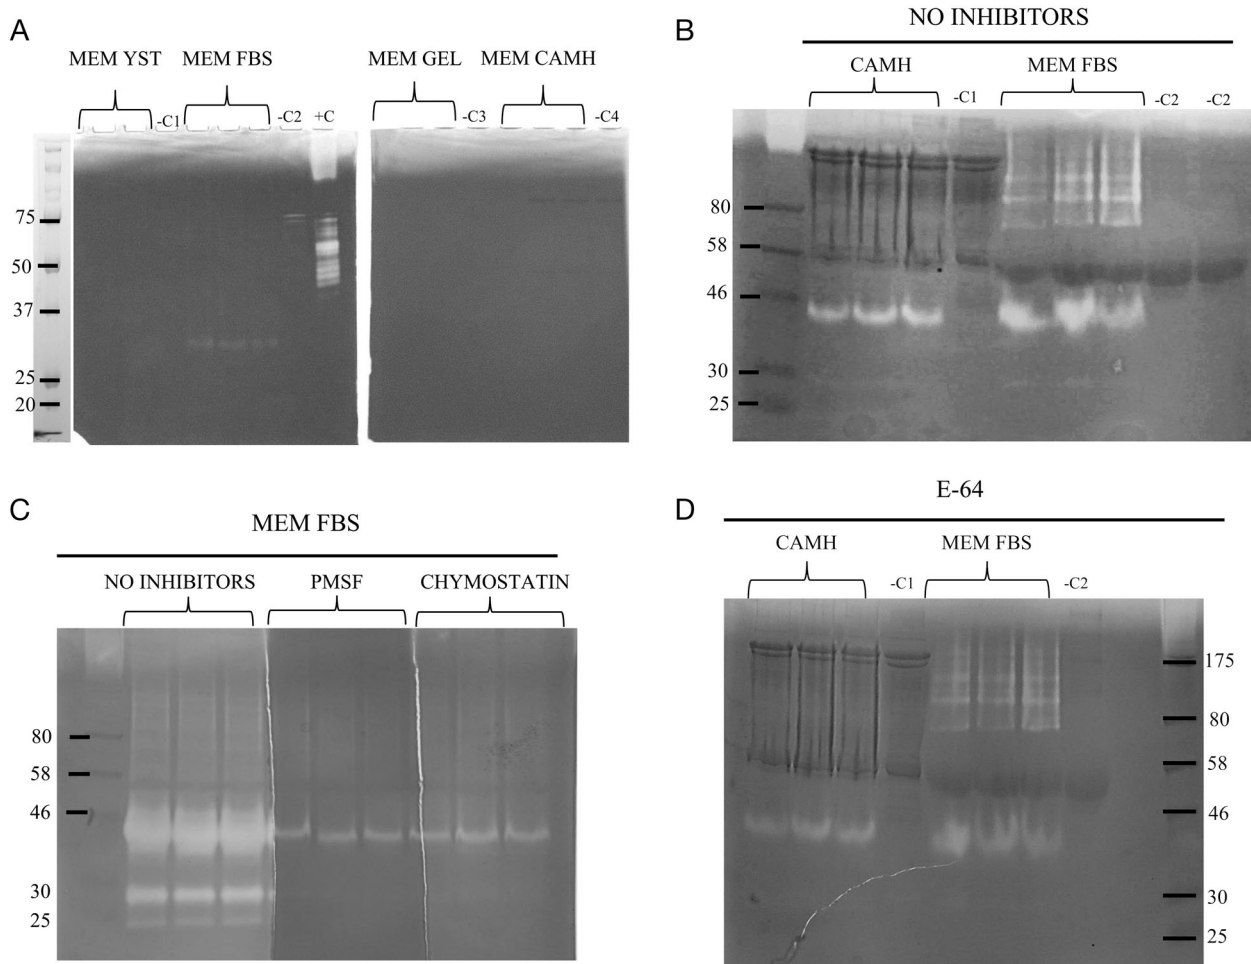 A
MEM YST MEM FBS MEM GEL MEM CAMH
-C1 -C2 +C -C3 -C4
75
50
37
25
20
B
NO INHIBITORS
CAMH MEM FBS
-C1 -C2 -C2
80
58
46
30
25
C
MEM FBS
NO INHIBITORS PMSF CHYMOSTATIN
80
58
46
30
25
D
E-64
CAMH MEM FBS
-C1 -C2
175
80
58
46
30
25